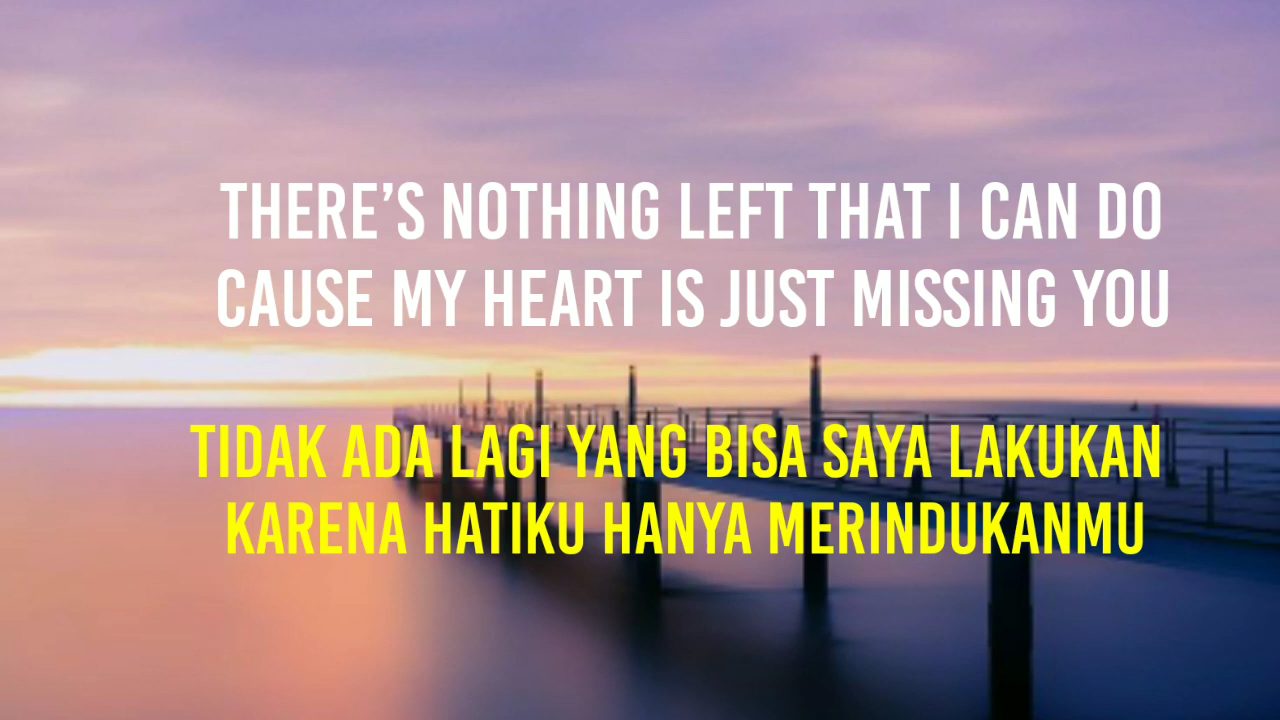 THERE'S NOTHING LEFT THAT I CAN DO
CAUSE MY HEART IS JUST MISSING YOU
TIDAK ADA LAGI YANG BISA SAYA LAKUKAN
KARENA HATIKU HANYA MERINDUKANMU